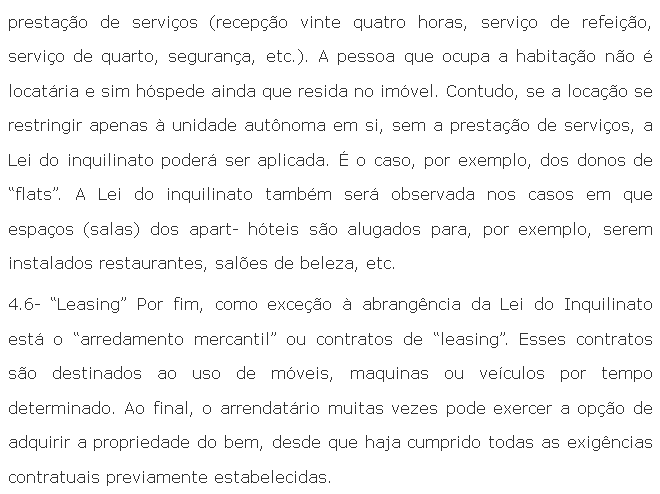 prestação de serviços (recepção vinte quatro horas, serviço de refeição,
serviço de quarto, segurança, etc.). A pessoa que ocupa a habitação não é
locatária e sim hóspede ainda que resida no imóvel. Contudo, se a locação se
restringir apenas à unidade autônoma em si, sem a prestação de serviços, a
Lei do inquilinato poderá ser aplicada. É o caso, por exemplo, dos donos de
“flats”. A Lei do inquilinato também será observada nos casos em que
espaços (salas) dos apart- hóteis são alugados para, por exemplo, serem
instalados restaurantes, salões de beleza, etc.
4.6- “Leasing” Por fim, como exceção à abrangência da Lei do Inquilinato
está o “arredamento mercantil” ou contratos de “leasing”. Esses contratos
são destinados ao uso de móveis, maquinas ou veículos por tempo
determinado. Ao final, o arrendatário muitas vezes pode exercer a opção de
adquirir a propriedade do bem, desde que haja cumprido todas as exigências
contratuais previamente estabelecidas.